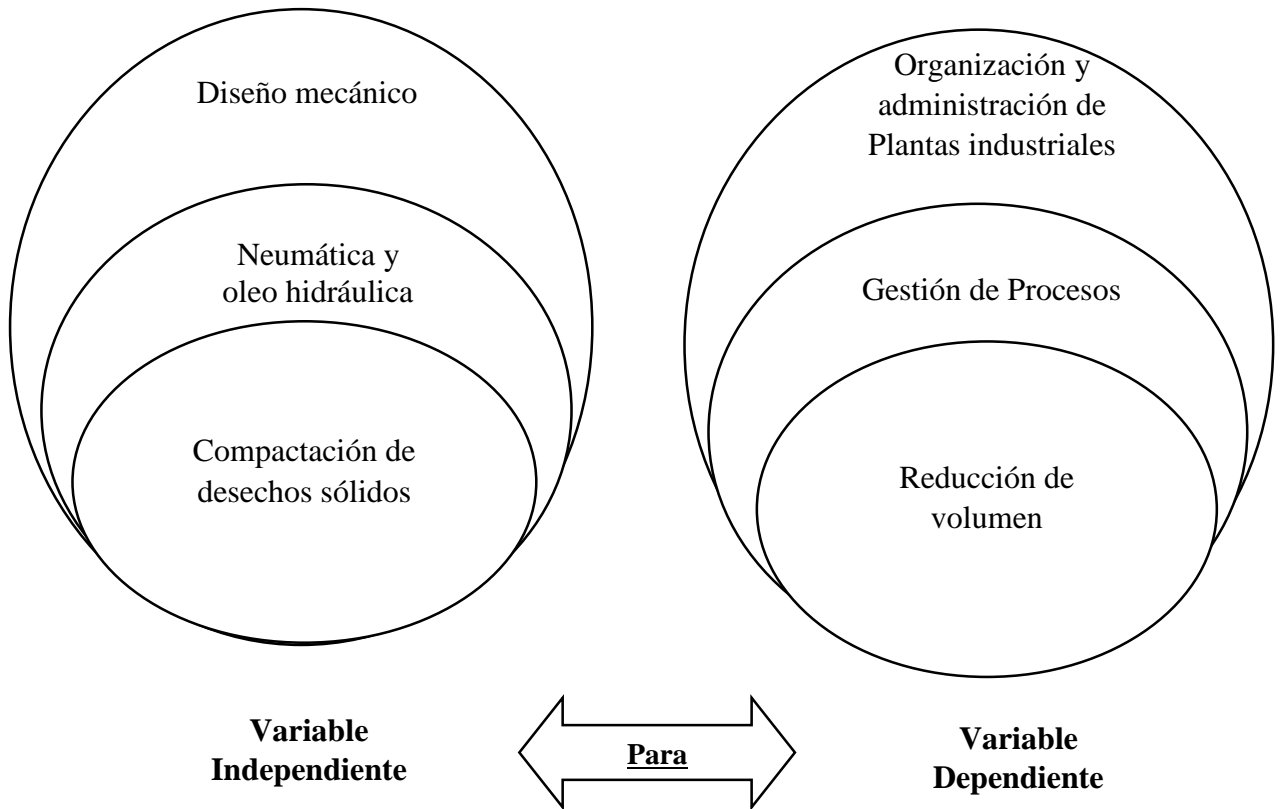 Diseño mecánico
Neumática y
oleo hidráulica
Compactación de
desechos sólidos
Organización y
administración de
Plantas industriales
Gestión de Procesos
Reducción de
volumen
Variable
Independiente
Para
Variable
Dependiente